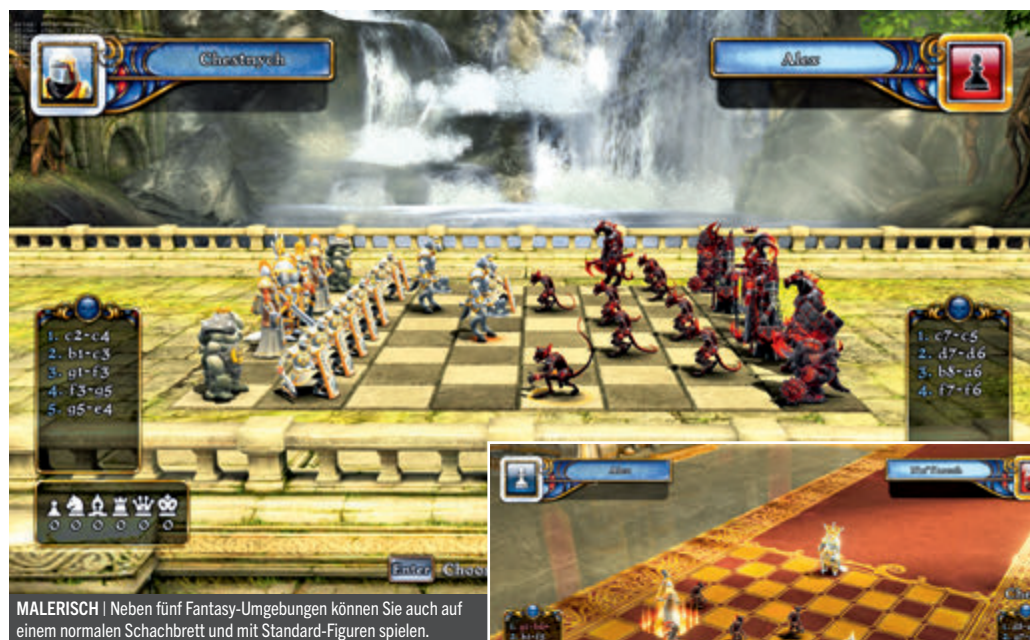 Chestnych
Alex
1. c2-c4
2. b1-c3
3. g1-f3
4. f3-g5
5. g5-e4
1. c7-c5
2. d7-d6
3. b8-a6
4. f7-f6
0 0 0 0 0 0
Enter Choo
Alex
MALERISCH | Neben fünf Fantasy-Umgebungen können Sie auch auf
einem normalen Schachbrett und mit Standard-Figuren spielen.